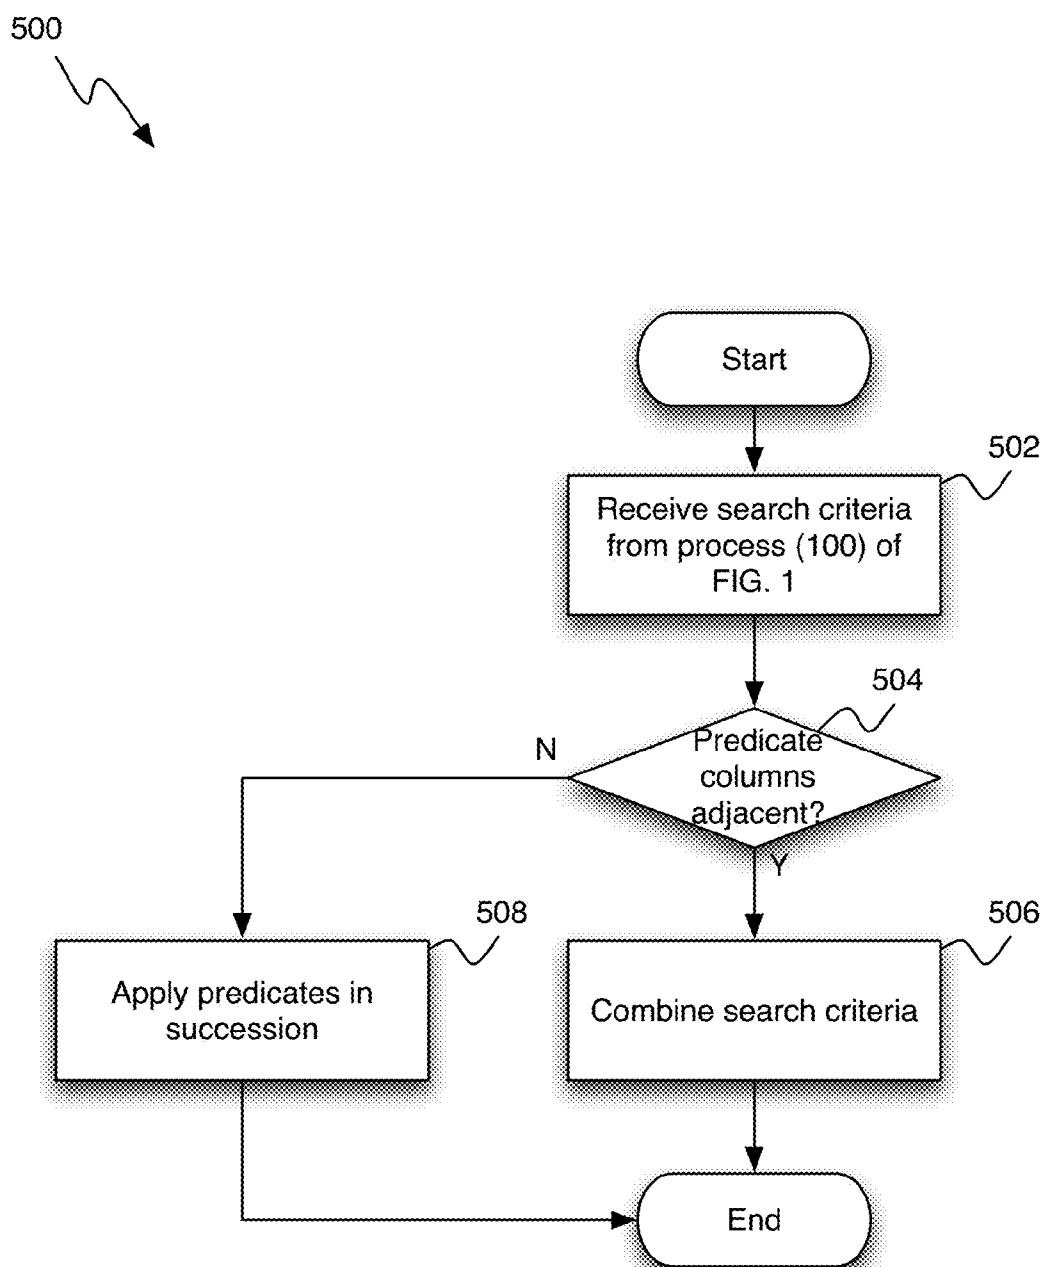 500
Start
502
Receive search criteria
from process (100) of
FIG. 1
504
Predicate
columns
adjacent?
N
Y
508
Apply predicates in
succession
506
Combine search criteria
End